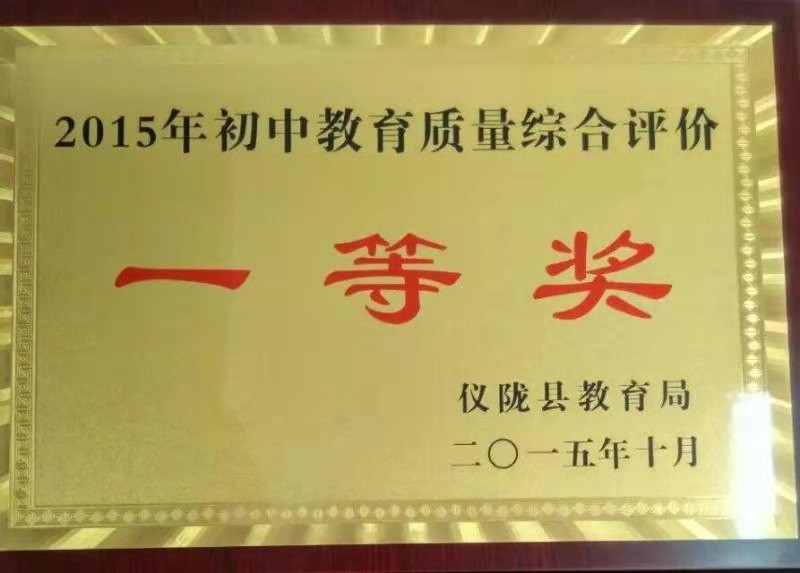 2015年初中教育质量综合评价
一等奖
仪陇县教育局
二〇一五年十月